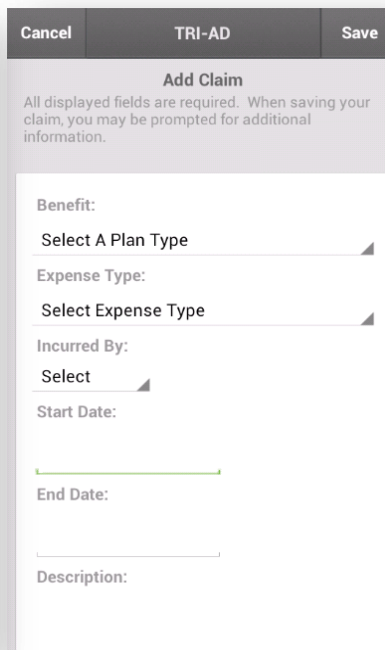 Cancel TRI-AD Save
Add Claim
All displayed fields are required. When saving your
claim, you may be prompted for additional
information.
Benefit:
Select A Plan Type
Expense Type:
Select Expense Type
Incurred By:
Select
Start Date:
End Date:
Description: